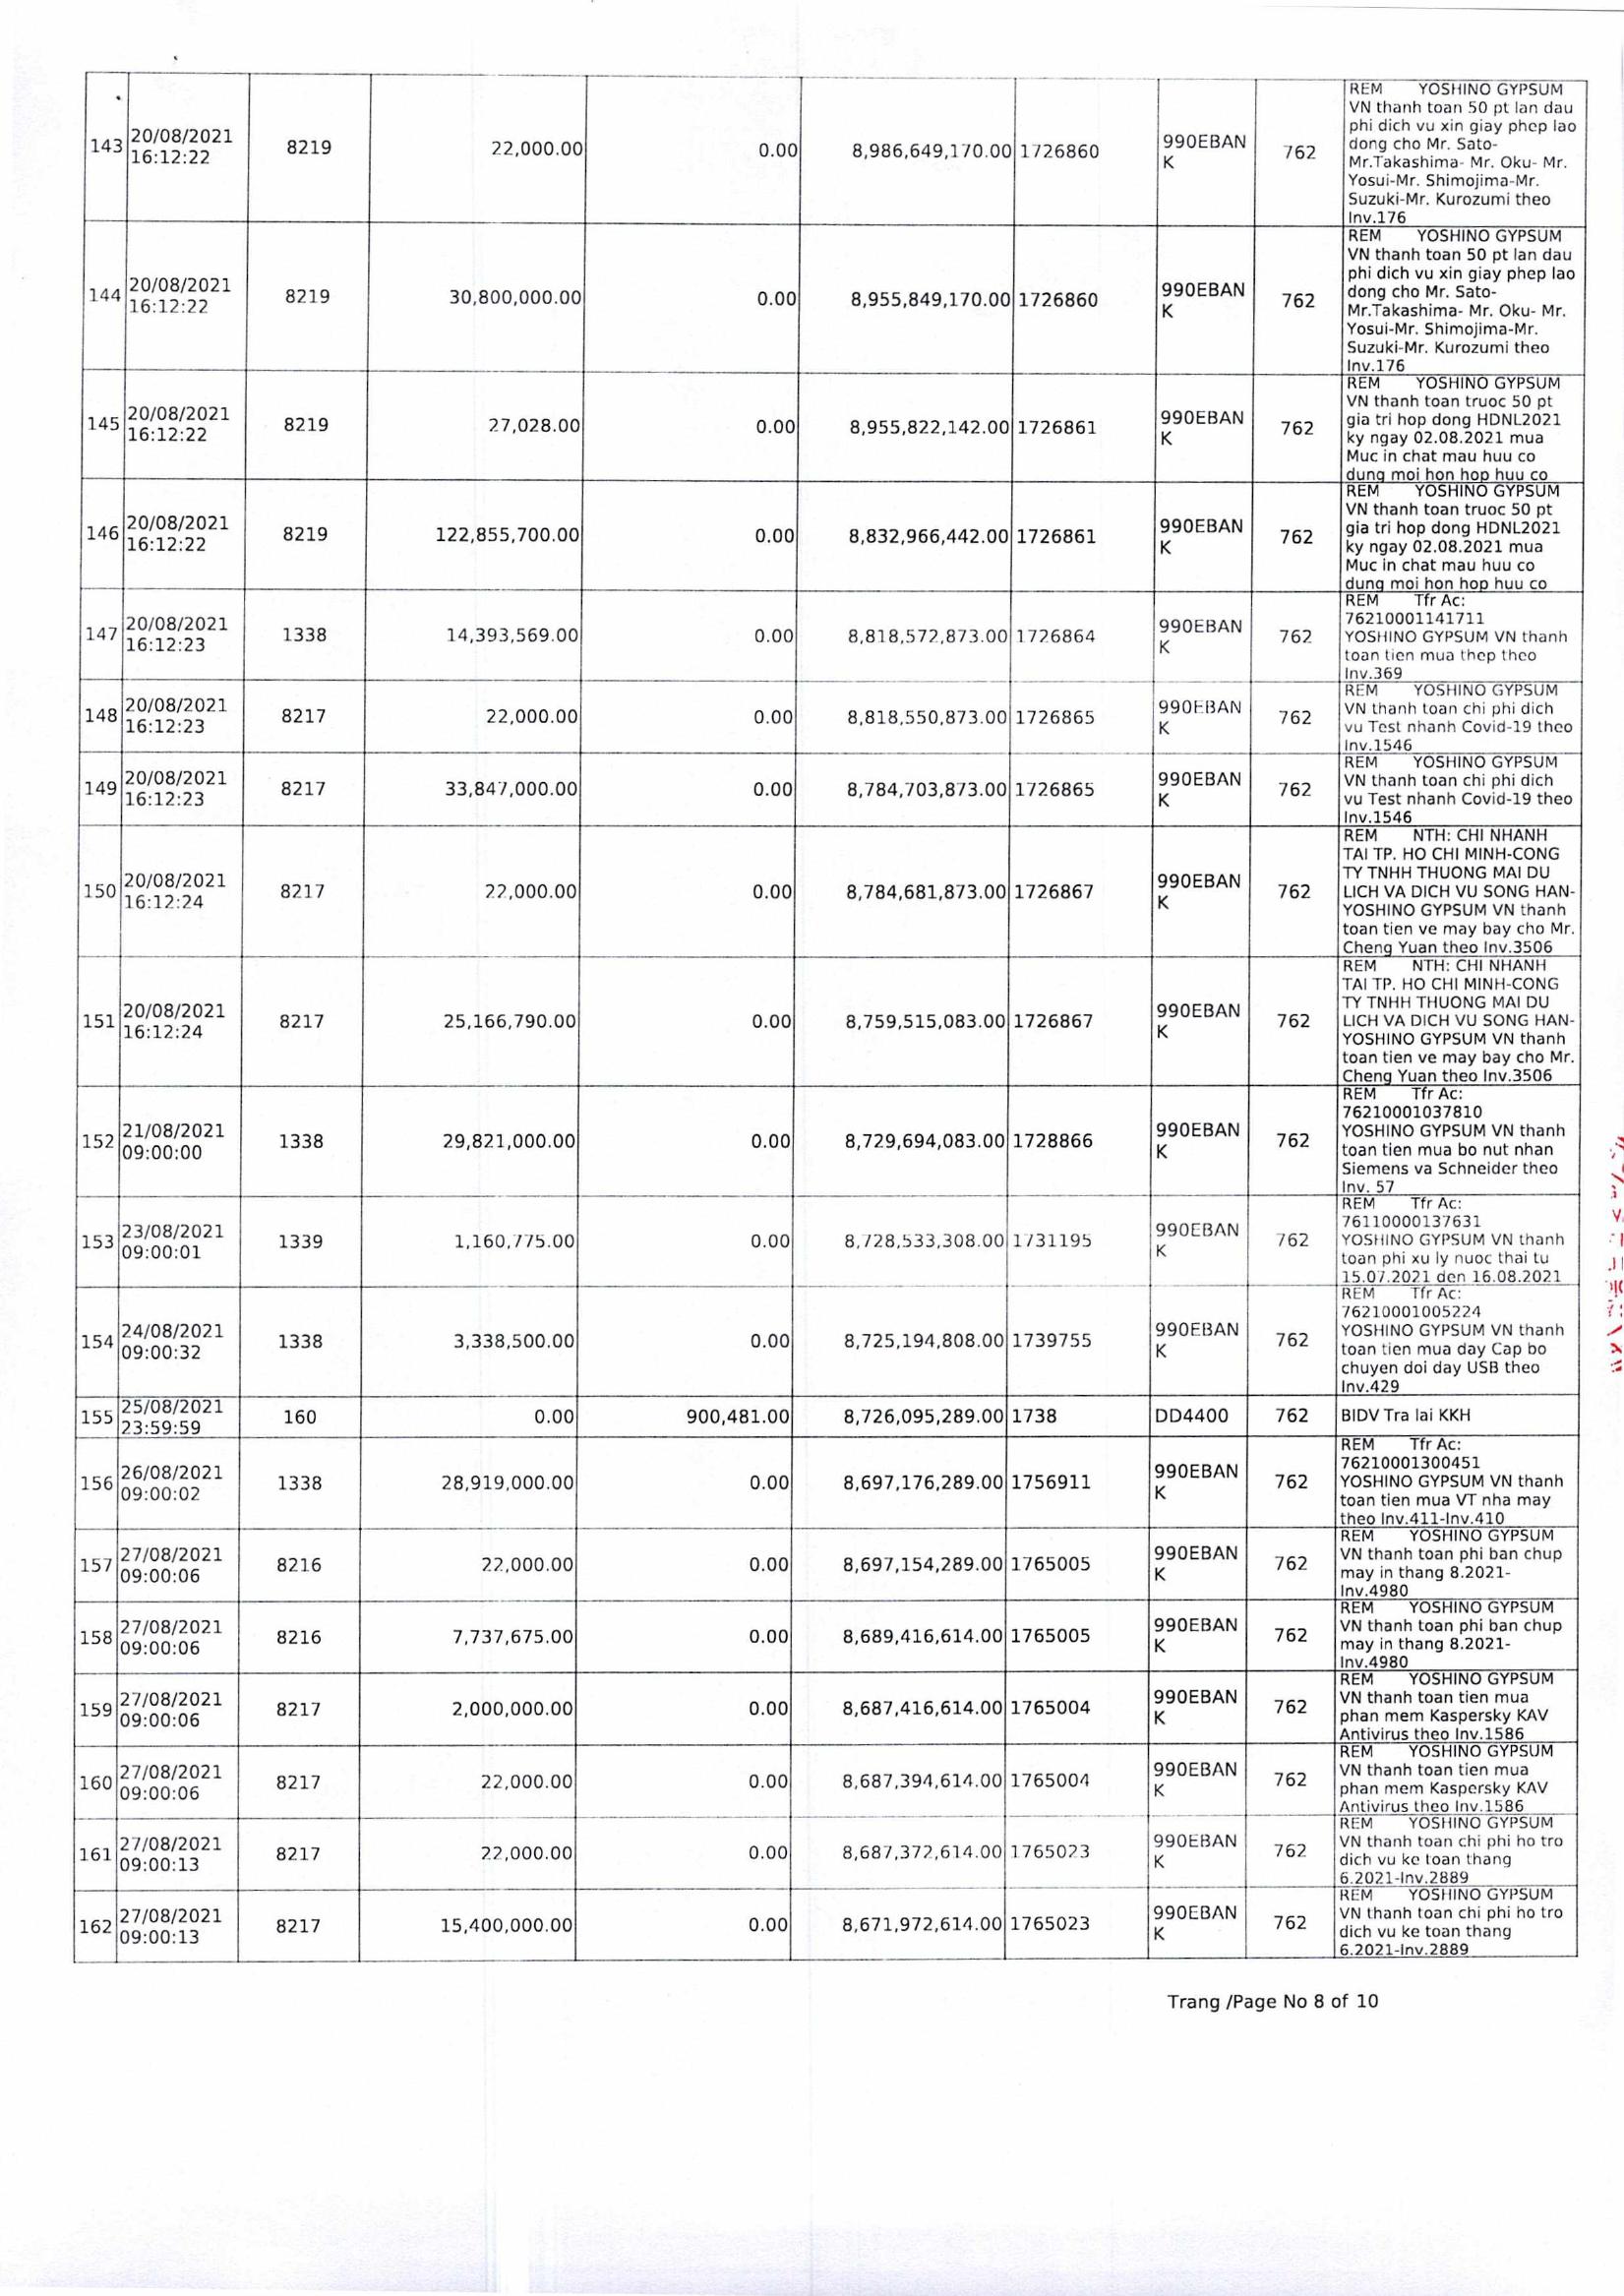 143 20/08/2021 16:12:22 8219 22,000.00 0.00 8,986,649,170.00 1726860 990EBAN K 762
REM YOSHINO GYPSUM
VN thanh toan 50 pt lan dau
phi dich vu xin giay phep lao
dong cho Mr. Sato-
Mr.Takashima- Mr. Oku- Mr.
Yosui-Mr. Shimojima-Mr.
Suzuki-Mr. Kurozumi theo
Inv.176
144 20/08/2021 16:12:22 8219 30,800,000.00 0.00 8,955,849,170.00 1726860 990EBAN K 762
REM YOSHINO GYPSUM
VN thanh toan 50 pt lan dau
phi dich vu xin giay phep lao
dong cho Mr. Sato-
Mr.Takashima- Mr. Oku- Mr.
Yosui-Mr. Shimojima-Mr.
Suzuki-Mr. Kurozumi theo
Inv.176
145 20/08/2021 16:12:22 8219 27,028.00 0.00 8,955,822,142.00 1726861 990EBAN K 762
REM YOSHINO GYPSUM
VN thanh toan truoc 50 pt
gia tri hop dong HDNL2021
ky ngay 02.08.2021 mua
Muc in chat mau huu co
dung moi hon hop huu co
146 20/08/2021 16:12:22 8219 122,855,700.00 0.00 8,832,966,442.00 1726861 990EBAN K 762
REM YOSHINO GYPSUM
VN thanh toan truoc 50 pt
gia tri hop dong HDNL2021
ky ngay 02.08.2021 mua
Muc in chat mau huu co
dung moi hon hop huu co
147 20/08/2021 16:12:23 1338 14,393,569.00 0.00 8,818,572,873.00 1726864 990EBAN K 762
REM Tfr Ac:
76210001141711
YOSHINO GYPSUM VN thanh
toan tien mua thep theo
Inv.369
148 20/08/2021 16:12:23 8217 22,000.00 0.00 8,818,550,873.00 1726865 990EBAN K 762
REM YOSHINO GYPSUM
VN thanh toan chi phi dich
vu Test nhanh Covid-19 theo
Inv.1546
149 20/08/2021 16:12:23 8217 33,847,000.00 0.00 8,784,703,873.00 1726865 990EBAN K 762
REM YOSHINO GYPSUM
VN thanh toan chi phi dich
vu Test nhanh Covid-19 theo
Inv.1546
150 20/08/2021 16:12:24 8217 22,000.00 0.00 8,784,681,873.00 1726867 990EBAN K 762
REM NTH: CHI NHANH
TAI TP. HO CHI MINH-CONG
TY TNHH THUONG MAI DU
LICH VA DICH VU SONG HAN-
YOSHINO GYPSUM VN thanh
toan tien ve may bay cho Mr.
Cheng Yuan theo Inv.3506
151 20/08/2021 16:12:24 8217 25,166,790.00 0.00 8,759,515,083.00 1726867 990EBAN K 762
REM NTH: CHI NHANH
TAI TP. HO CHI MINH-CONG
TY TNHH THUONG MAI DU
LICH VA DICH VU SONG HAN-
YOSHINO GYPSUM VN thanh
toan tien ve may bay cho Mr.
Cheng Yuan theo Inv.3506
152 21/08/2021 09:00:00 1338 29,821,000.00 0.00 8,729,694,083.00 1728866 990EBAN K 762
REM Tfr Ac:
76210001037810
YOSHINO GYPSUM VN thanh
toan tien mua bo nut nhan
Siemens va Schneider theo
Inv. 57
153 23/08/2021 09:00:01 1339 1,160,775.00 0.00 8,728,533,308.00 1731195 990EBAN K 762
REM Tfr Ac:
76110000137631
YOSHINO GYPSUM VN thanh
toan phi xu ly nuoc thai tu
15.07.2021 den 16.08.2021
154 24/08/2021 09:00:32 1338 3,338,500.00 0.00 8,725,194,808.00 1739755 990EBAN K 762
REM Tfr Ac:
76210001005224
YOSHINO GYPSUM VN thanh
toan tien mua day Cap bo
chuyen doi day USB theo
Inv.429
155 25/08/2021 23:59:59 160 0.00 900,481.00 8,726,095,289.00 1738 DD4400 762 BIDV Tra lai KKH
156 26/08/2021 09:00:02 1338 28,919,000.00 0.00 8,697,176,289.00 1756911 990EBAN K 762
REM Tfr Ac:
76210001300451
YOSHINO GYPSUM VN thanh
toan tien mua VT nha may
theo Inv.411-Inv.410
157 27/08/2021 09:00:06 8216 22,000.00 0.00 8,697,154,289.00 1765005 990EBAN K 762
REM YOSHINO GYPSUM
VN thanh toan phi ban chup
may in thang 8.2021-
Inv.4980
158 27/08/2021 09:00:06 8216 7,737,675.00 0.00 8,689,416,614.00 1765005 990EBAN K 762
REM YOSHINO GYPSUM
VN thanh toan phi ban chup
may in thang 8.2021-
Inv.4980
159 27/08/2021 09:00:06 8217 2,000,000.00 0.00 8,687,416,614.00 1765004 990EBAN K 762
REM YOSHINO GYPSUM
VN thanh toan tien mua
phan mem Kaspersky KAV
Antivirus theo Inv.1586
160 27/08/2021 09:00:06 8217 22,000.00 0.00 8,687,394,614.00 1765004 990EBAN K 762
REM YOSHINO GYPSUM
VN thanh toan tien mua
phan mem Kaspersky KAV
Antivirus theo Inv.1586
161 27/08/2021 09:00:13 8217 22,000.00 0.00 8,687,372,614.00 1765023 990EBAN K 762
REM YOSHINO GYPSUM
VN thanh toan chi phi ho tro
dich vu ke toan thang
6.2021-Inv.2889
162 27/08/2021 09:00:13 8217 15,400,000.00 0.00 8,671,972,614.00 1765023 990EBAN K 762
REM YOSHINO GYPSUM
VN thanh toan chi phi ho tro
dich vu ke toan thang
6.2021-Inv.2889
Trang /Page No 8 of 10